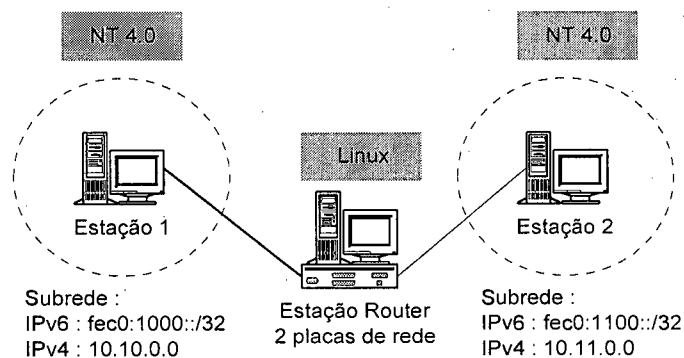 NT 4.0
NT 4.0
Linux
Estação 1
Estação 2
Subrede :
IPv6 : fec0:1000::/32
IPv4 : 10.10.0.0
Estação Router
2 placas de rede
Subrede :
IPv6 : fec0:1100::/32
IPv4 : 10.11.0.0